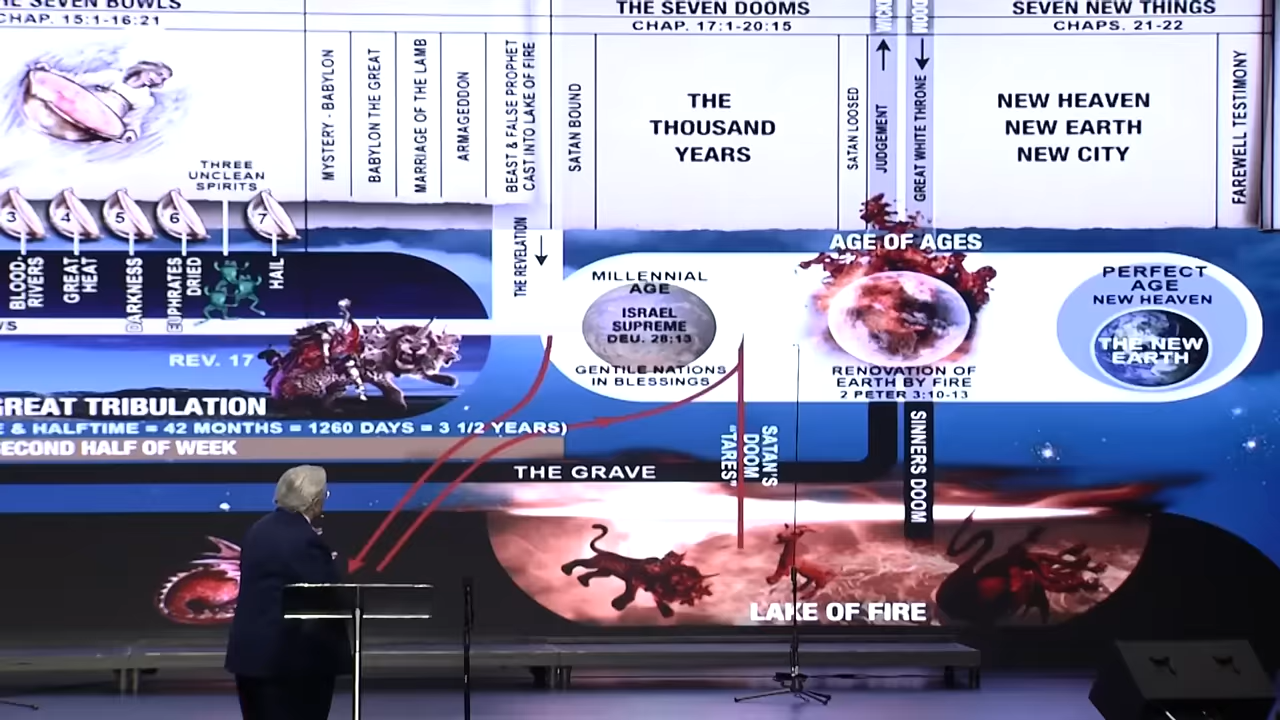 THE SEVEN BOWLS
CHAP. 15:1-16:21
THE SEVEN DOOMS
CHAP. 17:1-20:15
SEVEN NEW THINGS
CHAPS. 21-22
MYSTERY - BABYLON
BABYLON THE GREAT
MARRIAGE OF THE LAMB
ARMAGEDDON
BEAST & FALSE PROPHET
CAST INTO LAKE OF FIRE
SATAN BOUND
THE
THOUSAND
YEARS
SATAN LOOSED
JUDGEMENT
DOOM
GREAT WHITE THRONE
NEW HEAVEN
NEW EARTH
NEW CITY
FAREWELL TESTIMONY
THREE
UNCLEAN
SPIRITS
3
4
5
6
7
BLOOD-
RIVERS
GREAT
HEAT
DARKNESS
EUPHRATES
DRIED
HAIL
THE REVELATION
AGE OF AGES
MILLENNIAL
AGE
ISRAEL
SUPREME
DEU. 28:13
GENTILE NATIONS
IN BLESSINGS
RENOVATION OF
EARTH BY FIRE
2 PETER 3:10-13
PERFECT
AGE
NEW HEAVEN
THE NEW
EARTH
REV. 17
GREAT TRIBULATION
E & HALFTIME = 42 MONTHS = 1260 DAYS = 3 1/2 YEARS)
SECOND HALF OF WEEK
THE GRAVE
SATAN'S
DOOM
"TARES"
SINNERS DOOM
LAKE OF FIRE